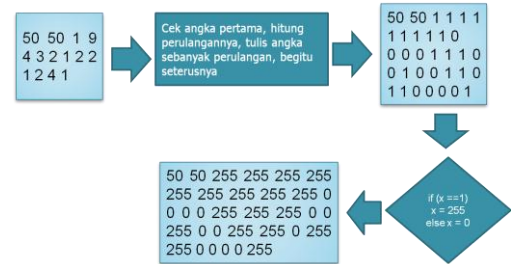 50 50 1 9
4 3 2 1 2 2
1 2 4 1
Cek angka pertama, hitung
perulangannya, tulis angka
sebanyak perulangan, begitu
seterusnya
50 50 1 1 1 1
1 1 1 1 1 0
0 0 0 1 1 1 0
0 1 0 0 1 1 0
1 1 0 0 0 0 1
if (x ==1)
x = 255
else x = 0
50 50 255 255 255 255
255 255 255 255 255 0
0 0 0 255 255 255 0 0
255 0 0 255 255 0 255
255 0 0 0 0 255